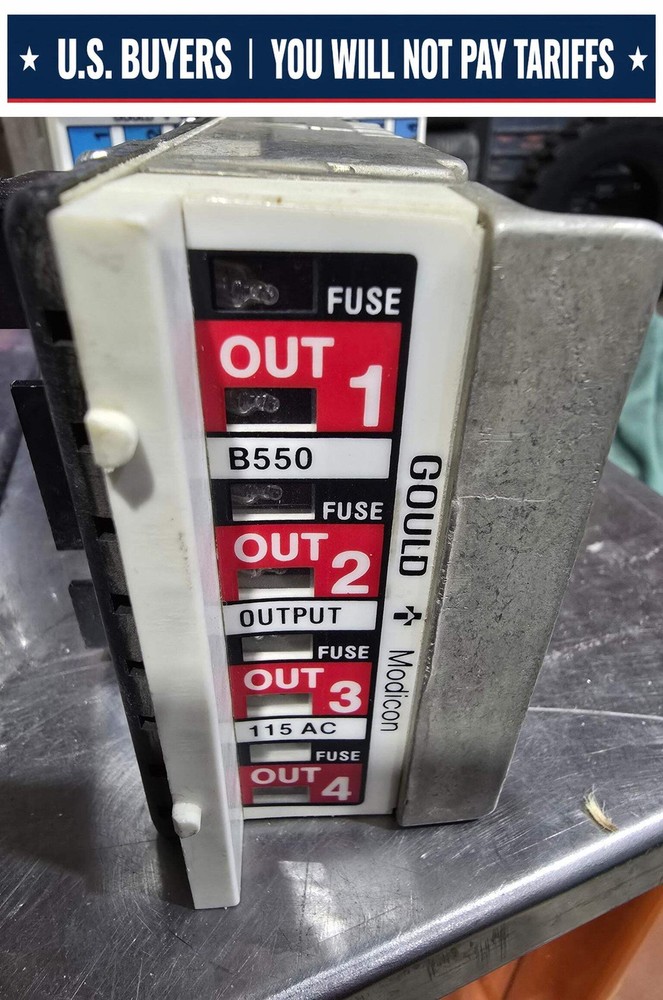 ★ U.S. BUYERS | YOU WILL NOT PAY TARIFFS ★
FUSE
OUT 1
B550
FUSE
OUT 2
OUTPUT
FUSE
OUT 3
115 AC
FUSE
OUT 4
GOULD Modicon